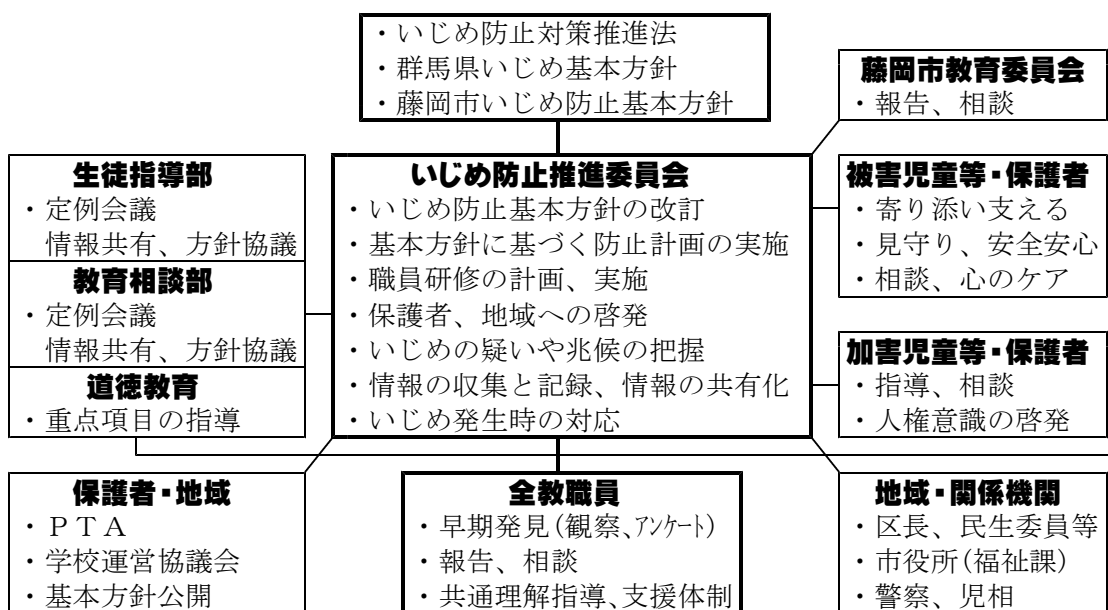 ・いじめ防止対策推進法
・群馬県いじめ基本方針
・藤岡市いじめ防止基本方針
藤岡市教育委員会
・報告、相談
生徒指導部
・定例会議
情報共有、方針協議
教育相談部
・定例会議
情報共有、方針協議
道徳教育
・重点項目の指導
いじめ防止推進委員会
・いじめ防止基本方針の改訂
・基本方針に基づく防止計画の実施
・職員研修の計画、実施
・保護者、地域への啓発
・いじめの疑いや兆候の把握
・情報の収集と記録、情報の共有化
・いじめ発生時の対応
被害児童等・保護者
・寄り添い支える
・見守り、安全安心
・相談、心のケア
加害児童等・保護者
・指導、相談
・人権意識の啓発
保護者・地域
・ＰＴＡ
・学校運営協議会
・基本方針公開
全教職員
・早期発見(観察、ｱﾝｹｰﾄ)
・報告、相談
・共通理解指導、支援体制
地域・関係機関
・区長、民生委員等
・市役所(福祉課)
・警察、児相